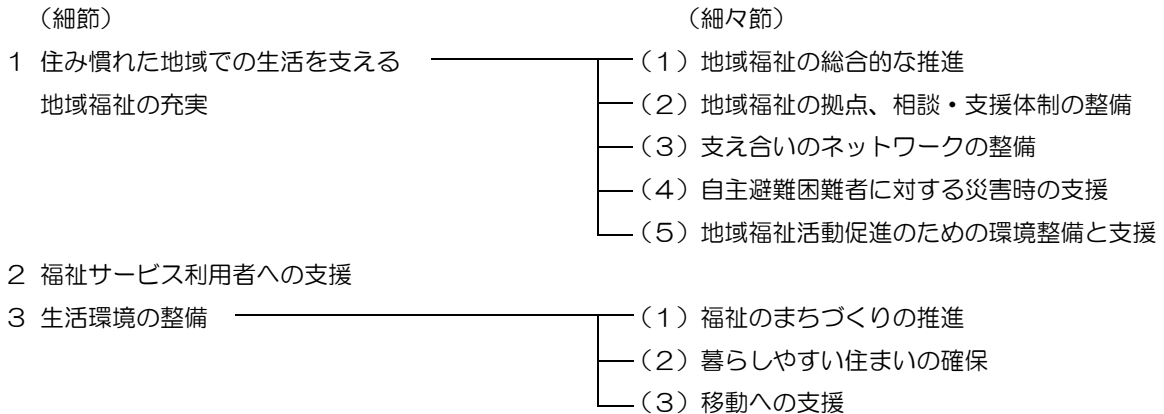 （細節） （細々節）
１ 住み慣れた地域での生活を支える （１）地域福祉の総合的な推進
地域福祉の充実 （２）地域福祉の拠点、相談・支援体制の整備
（３）支え合いのネットワークの整備
（４）自主避難困難者に対する災害時の支援
（５）地域福祉活動促進のための環境整備と支援
２ 福祉サービス利用者への支援
３ 生活環境の整備 （１）福祉のまちづくりの推進
（２）暮らしやすい住まいの確保
（３）移動への支援